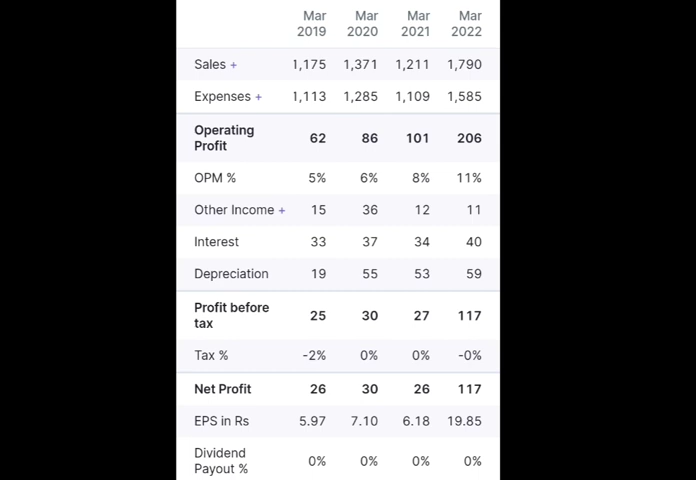 Mar Mar Mar Mar
2019 2020 2021 2022
Sales + 1,175 1,371 1,211 1,790
Expenses + 1,113 1,285 1,109 1,585
Operating
Profit 62 86 101 206
OPM % 5% 6% 8% 11%
Other Income + 15 36 12 11
Interest 33 37 34 40
Depreciation 19 55 53 59
Profit before
tax 25 30 27 117
Tax % -2% 0% 0% -0%
Net Profit 26 30 26 117
EPS in Rs 5.97 7.10 6.18 19.85
Dividend
Payout % 0% 0% 0% 0%